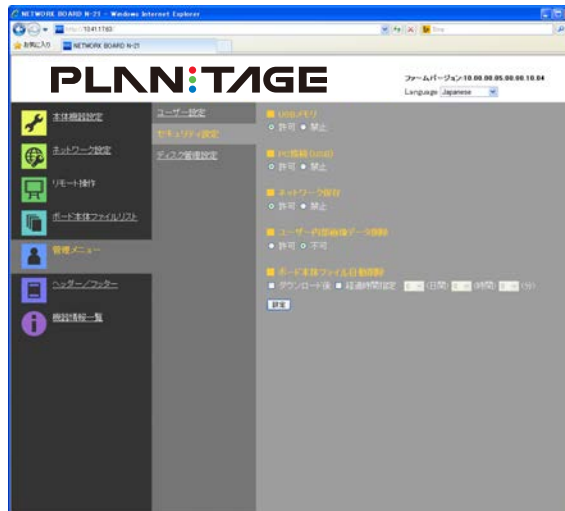 NETWORK BOARD N-21 - Windows Internet Explorer
Bing
お気に入り
NETWORK BOARD N-21
PLANTAGE
ファームバージョン:10.00.00.05.00.00.10.04
Language Japanese
本体機器設定
ネットワーク設定
リモート操作
ボード本体ファイルリスト
管理メニュー
ヘッダー/フッター
機器情報一覧
ユーザー設定
セキュリティ設定
ディスク管理設定
■ USBメモリ
許可 禁止
■ PC接続 (USB)
許可 禁止
■ ネットワーク保存
許可 禁止
■ ユーザー内部画像データ削除
許可 不可
■ ボード本体ファイル自動削除
ダウンロード後 経過時間指定 (日間) (時間) (分)
設定